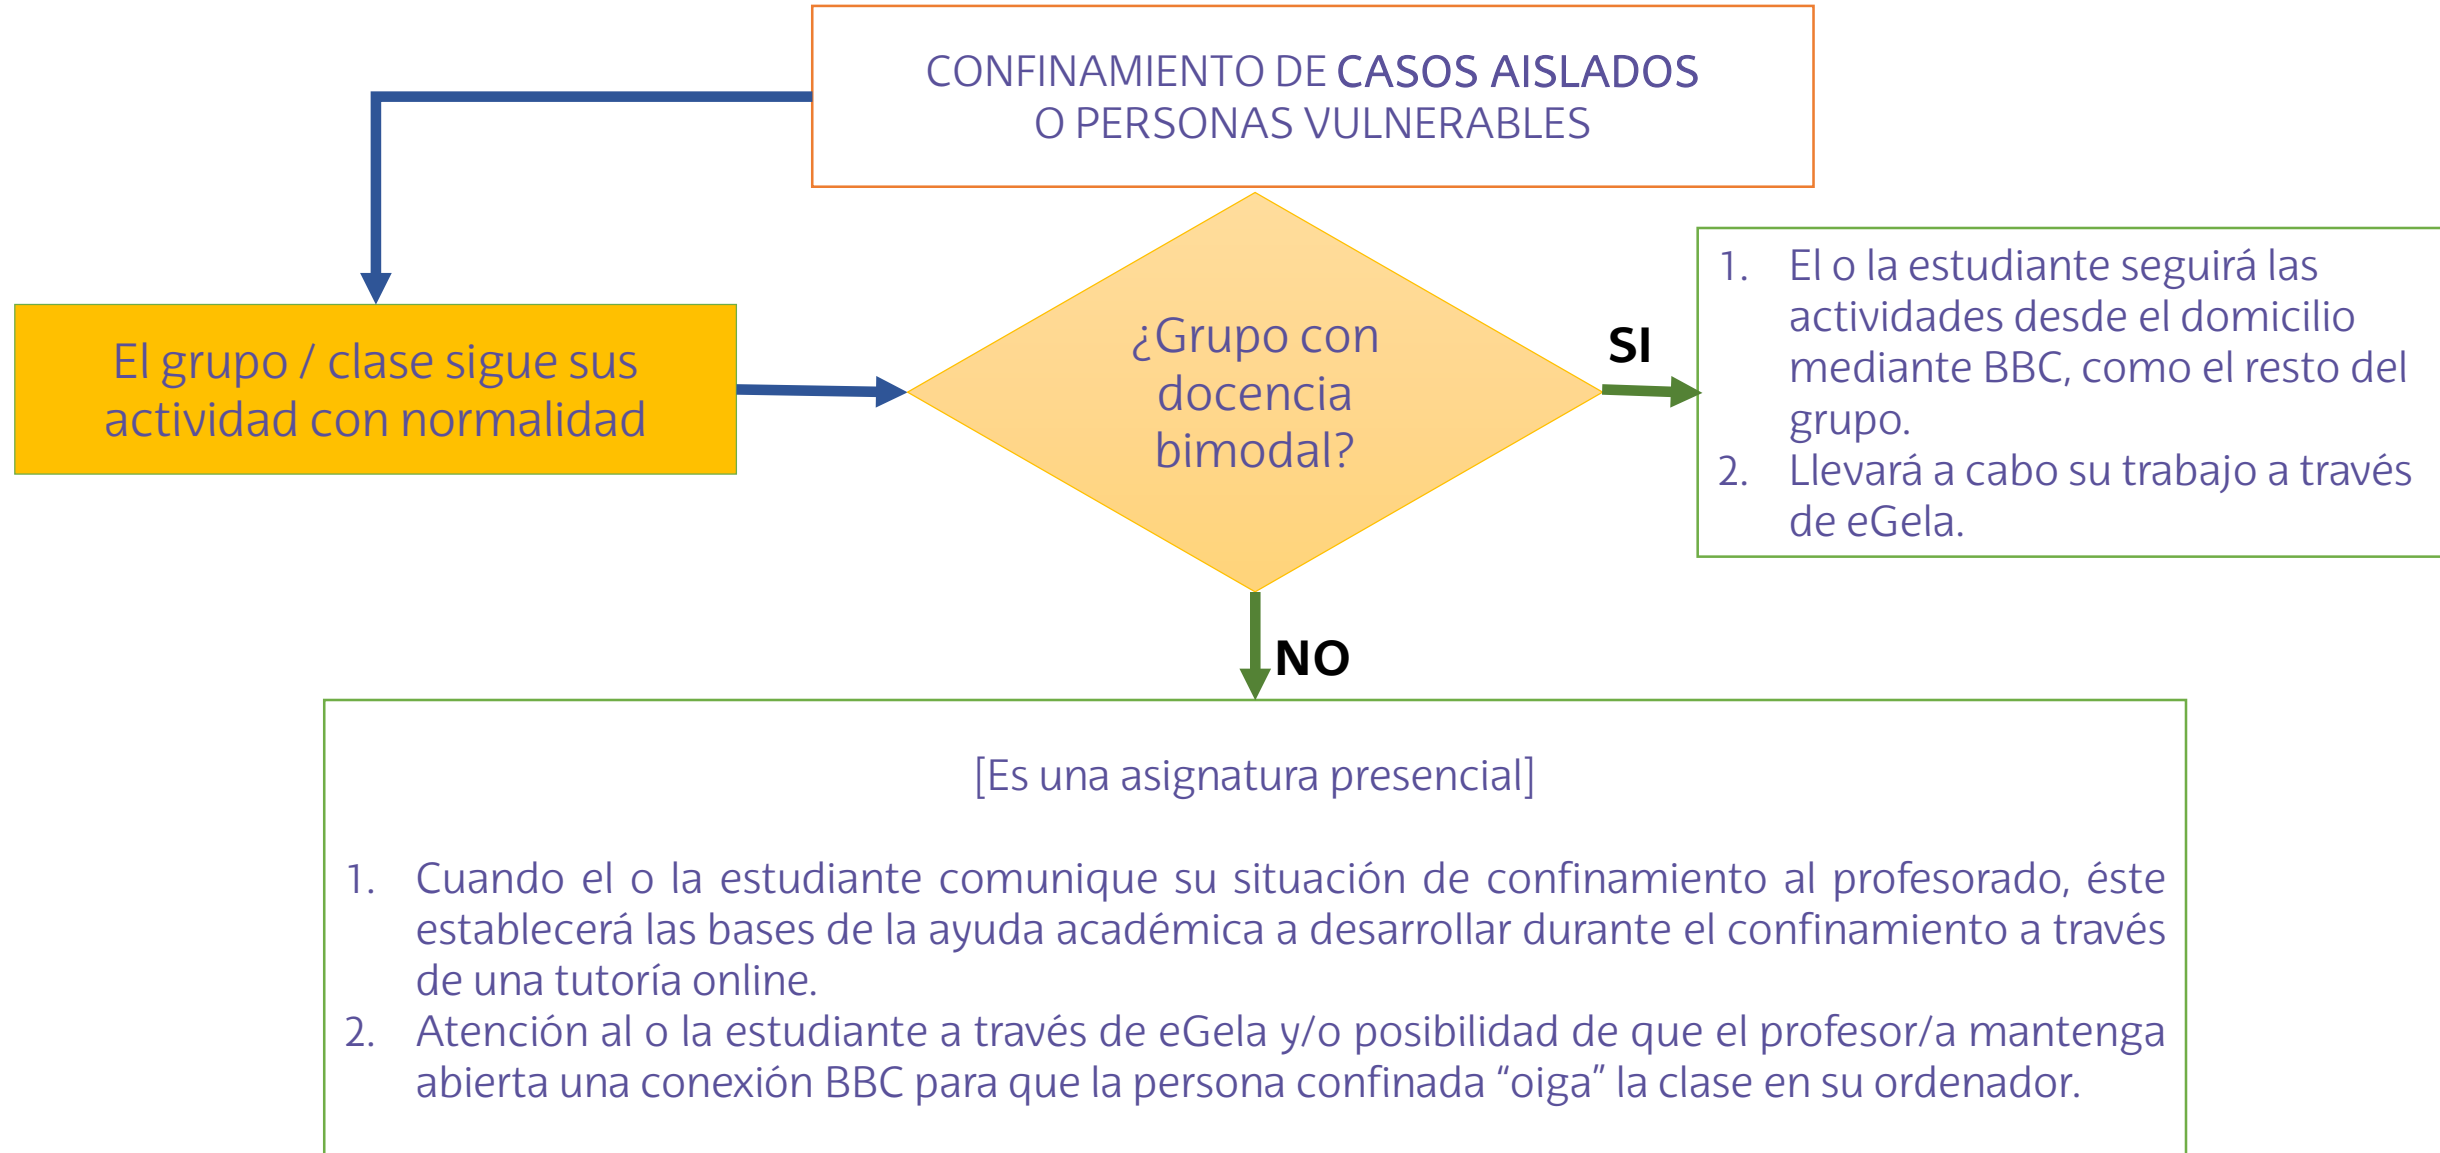 CONFINAMIENTO DE CASOS AISLADOS
O PERSONAS VULNERABLES
El grupo / clase sigue sus
actividad con normalidad
¿Grupo con
docencia
bimodal?
SI
1. El o la estudiante seguirá las
actividades desde el domicilio
mediante BBC, como el resto del
grupo.
2. Llevará a cabo su trabajo a través
de eGela.
NO
[Es una asignatura presencial]
1. Cuando el o la estudiante comunique su situación de confinamiento al profesorado, éste
establecerá las bases de la ayuda académica a desarrollar durante el confinamiento a través
de una tutoría online.
2. Atención al o la estudiante a través de eGela y/o posibilidad de que el profesor/a mantenga
abierta una conexión BBC para que la persona confinada “oiga” la clase en su ordenador.